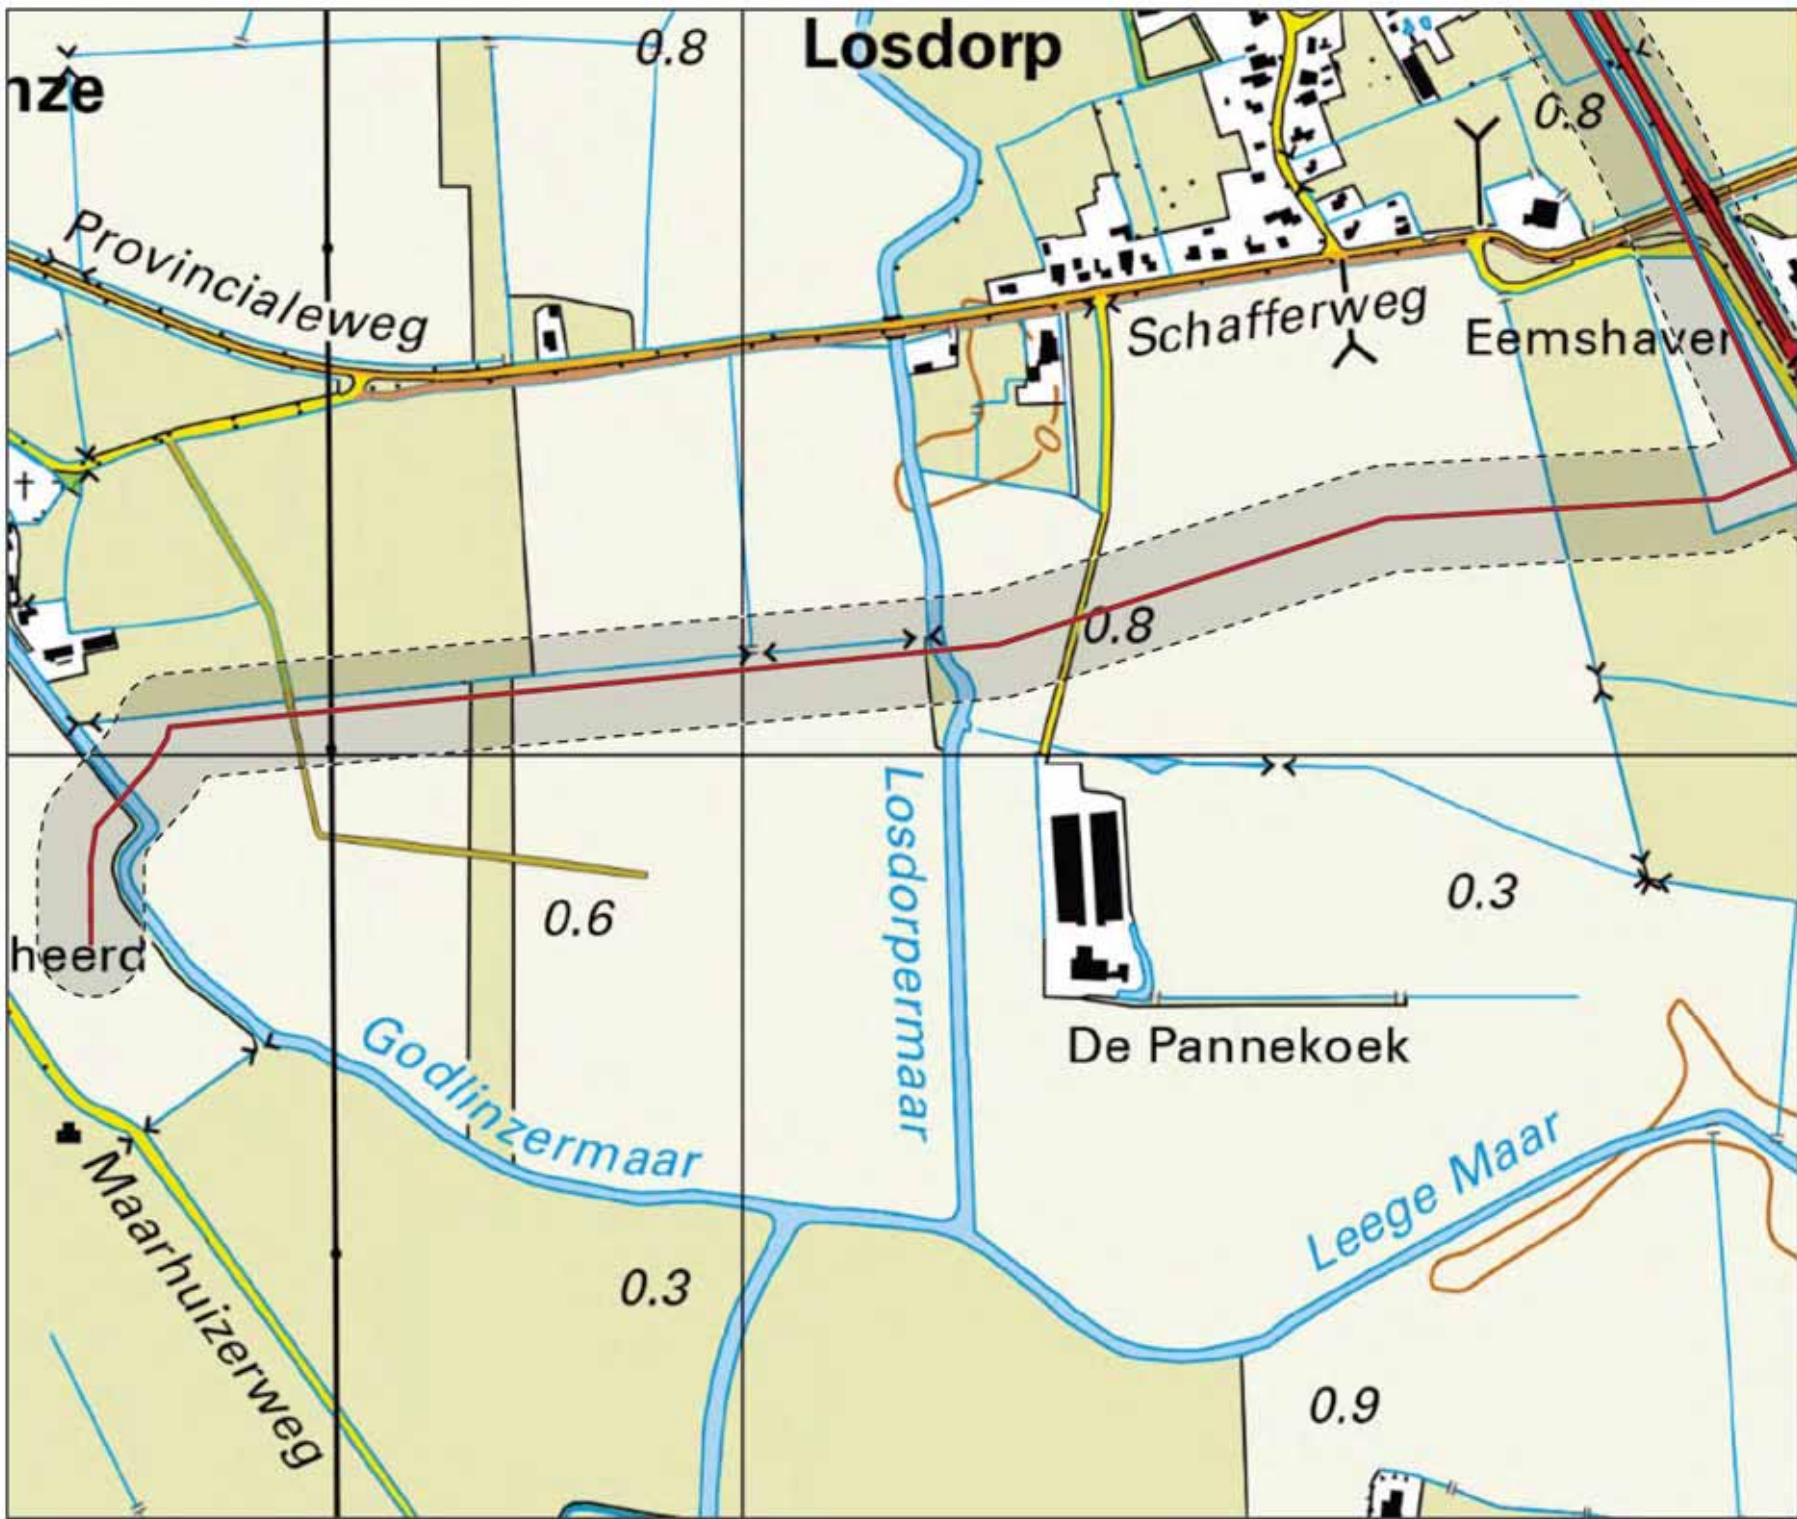 0.8
Losdorp
nze
0.8
Provincialeweg
Schafferweg
Eemshaven
0.8
Losdorpermaar
0.6
0.3
heerd
Godlinzermaar
De Pannekoek
Leege Maar
Maarhuizerweg
0.3
0.9